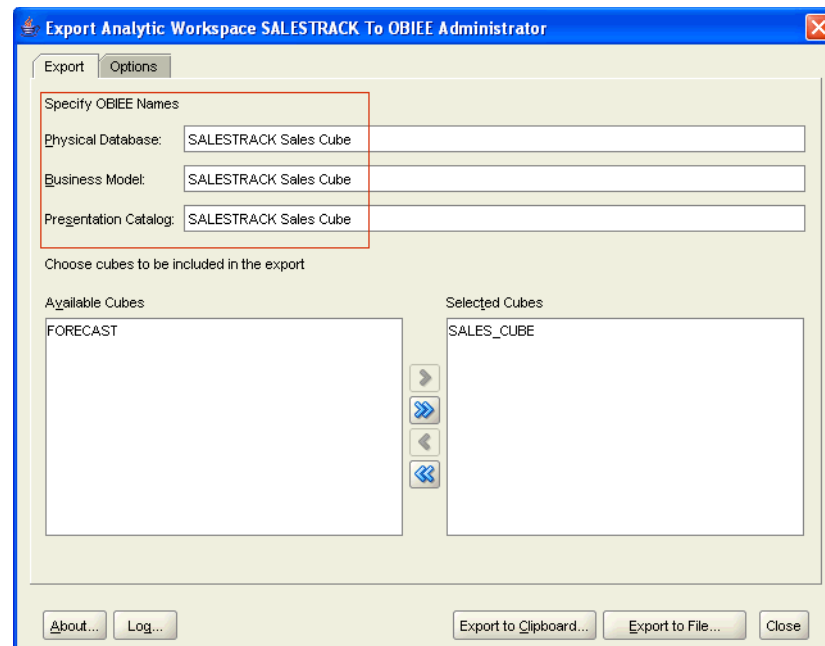 Export Analytic Workspace SALESTRACK To OBIEE Administrator
Export Options
Specify OBIEE Names
Physical Database: SALESTRACK Sales Cube
Business Model: SALESTRACK Sales Cube
Presentation Catalog: SALESTRACK Sales Cube
Choose cubes to be included in the export
Available Cubes Selected Cubes
FORECAST SALES_CUBE
About... Log... Export to Clipboard... Export to File... Close